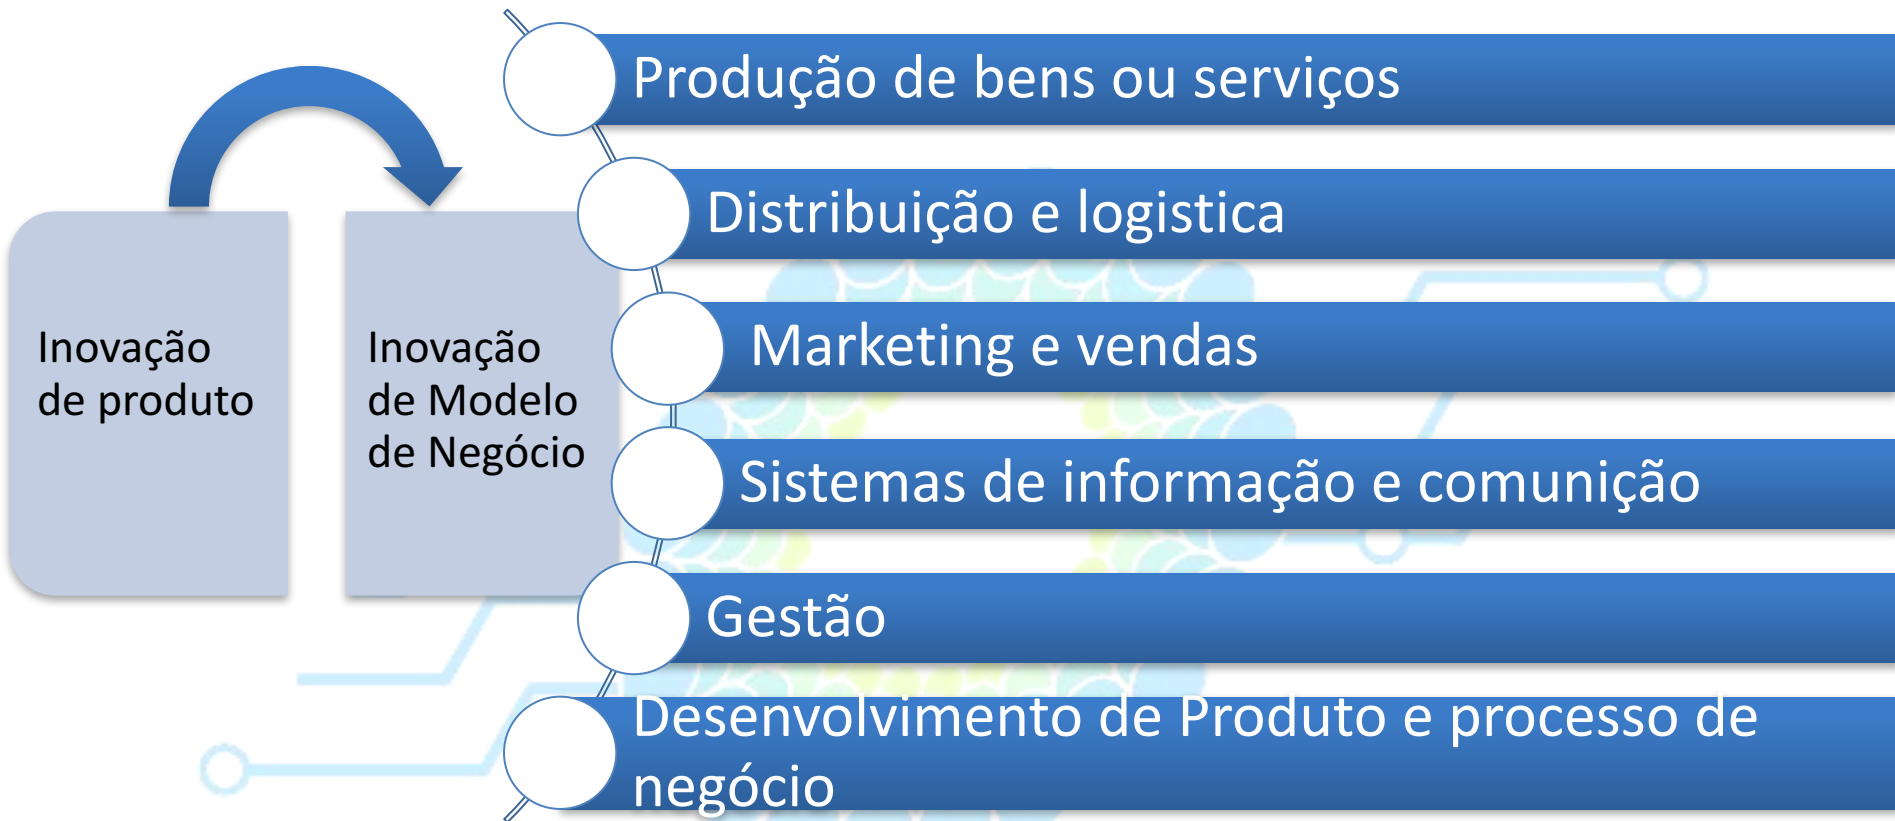 Inovação
de produto
Inovação
de Modelo
de Negócio
Produção de bens ou serviços
Distribuição e logistica
Marketing e vendas
Sistemas de informação e comunição
Gestão
Desenvolvimento de Produto e processo de
negócio